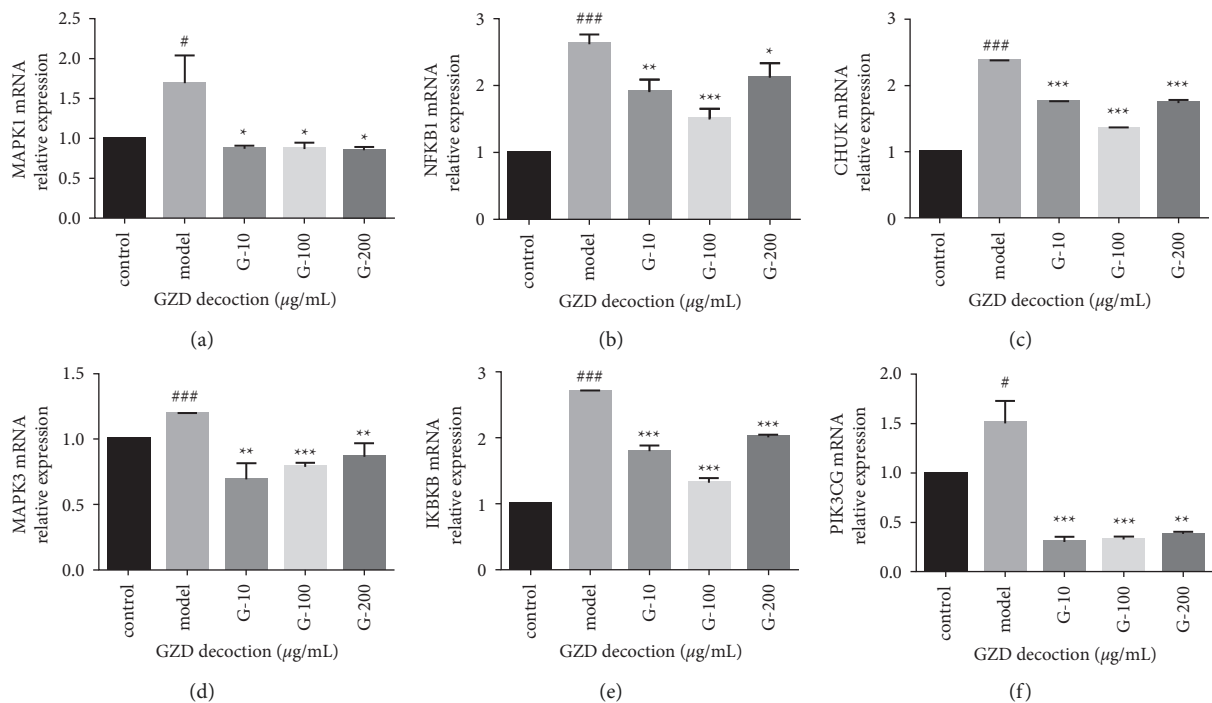 MAPK1 mRNA
relative expression
2.5
2.0
1.5
1.0
0.5
0.0
#
*
*
*
control
model
G-10
G-100
G-200
GZD decoction (μg/mL)
(a)
NFKB1 mRNA
relative expression
3
2
1
0
###
**
***
*
control
model
G-10
G-100
G-200
GZD decoction (μg/mL)
(b)
CHUK mRNA
relative expression
3
2
1
0
###
***
***
***
control
model
G-10
G-100
G-200
GZD decoction (μg/mL)
(c)
MAPK3 mRNA
relative expression
1.5
1.0
0.5
0.0
###
**
***
**
control
model
G-10
G-100
G-200
GZD decoction (μg/mL)
(d)
IKBKB mRNA
relative expression
3
2
1
0
###
***
***
***
control
model
G-10
G-100
G-200
GZD decoction (μg/mL)
(e)
PIK3CG mRNA
relative expression
2.0
1.5
1.0
0.5
0.0
#
***
***
**
control
model
G-10
G-100
G-200
GZD decoction (μg/mL)
(f)